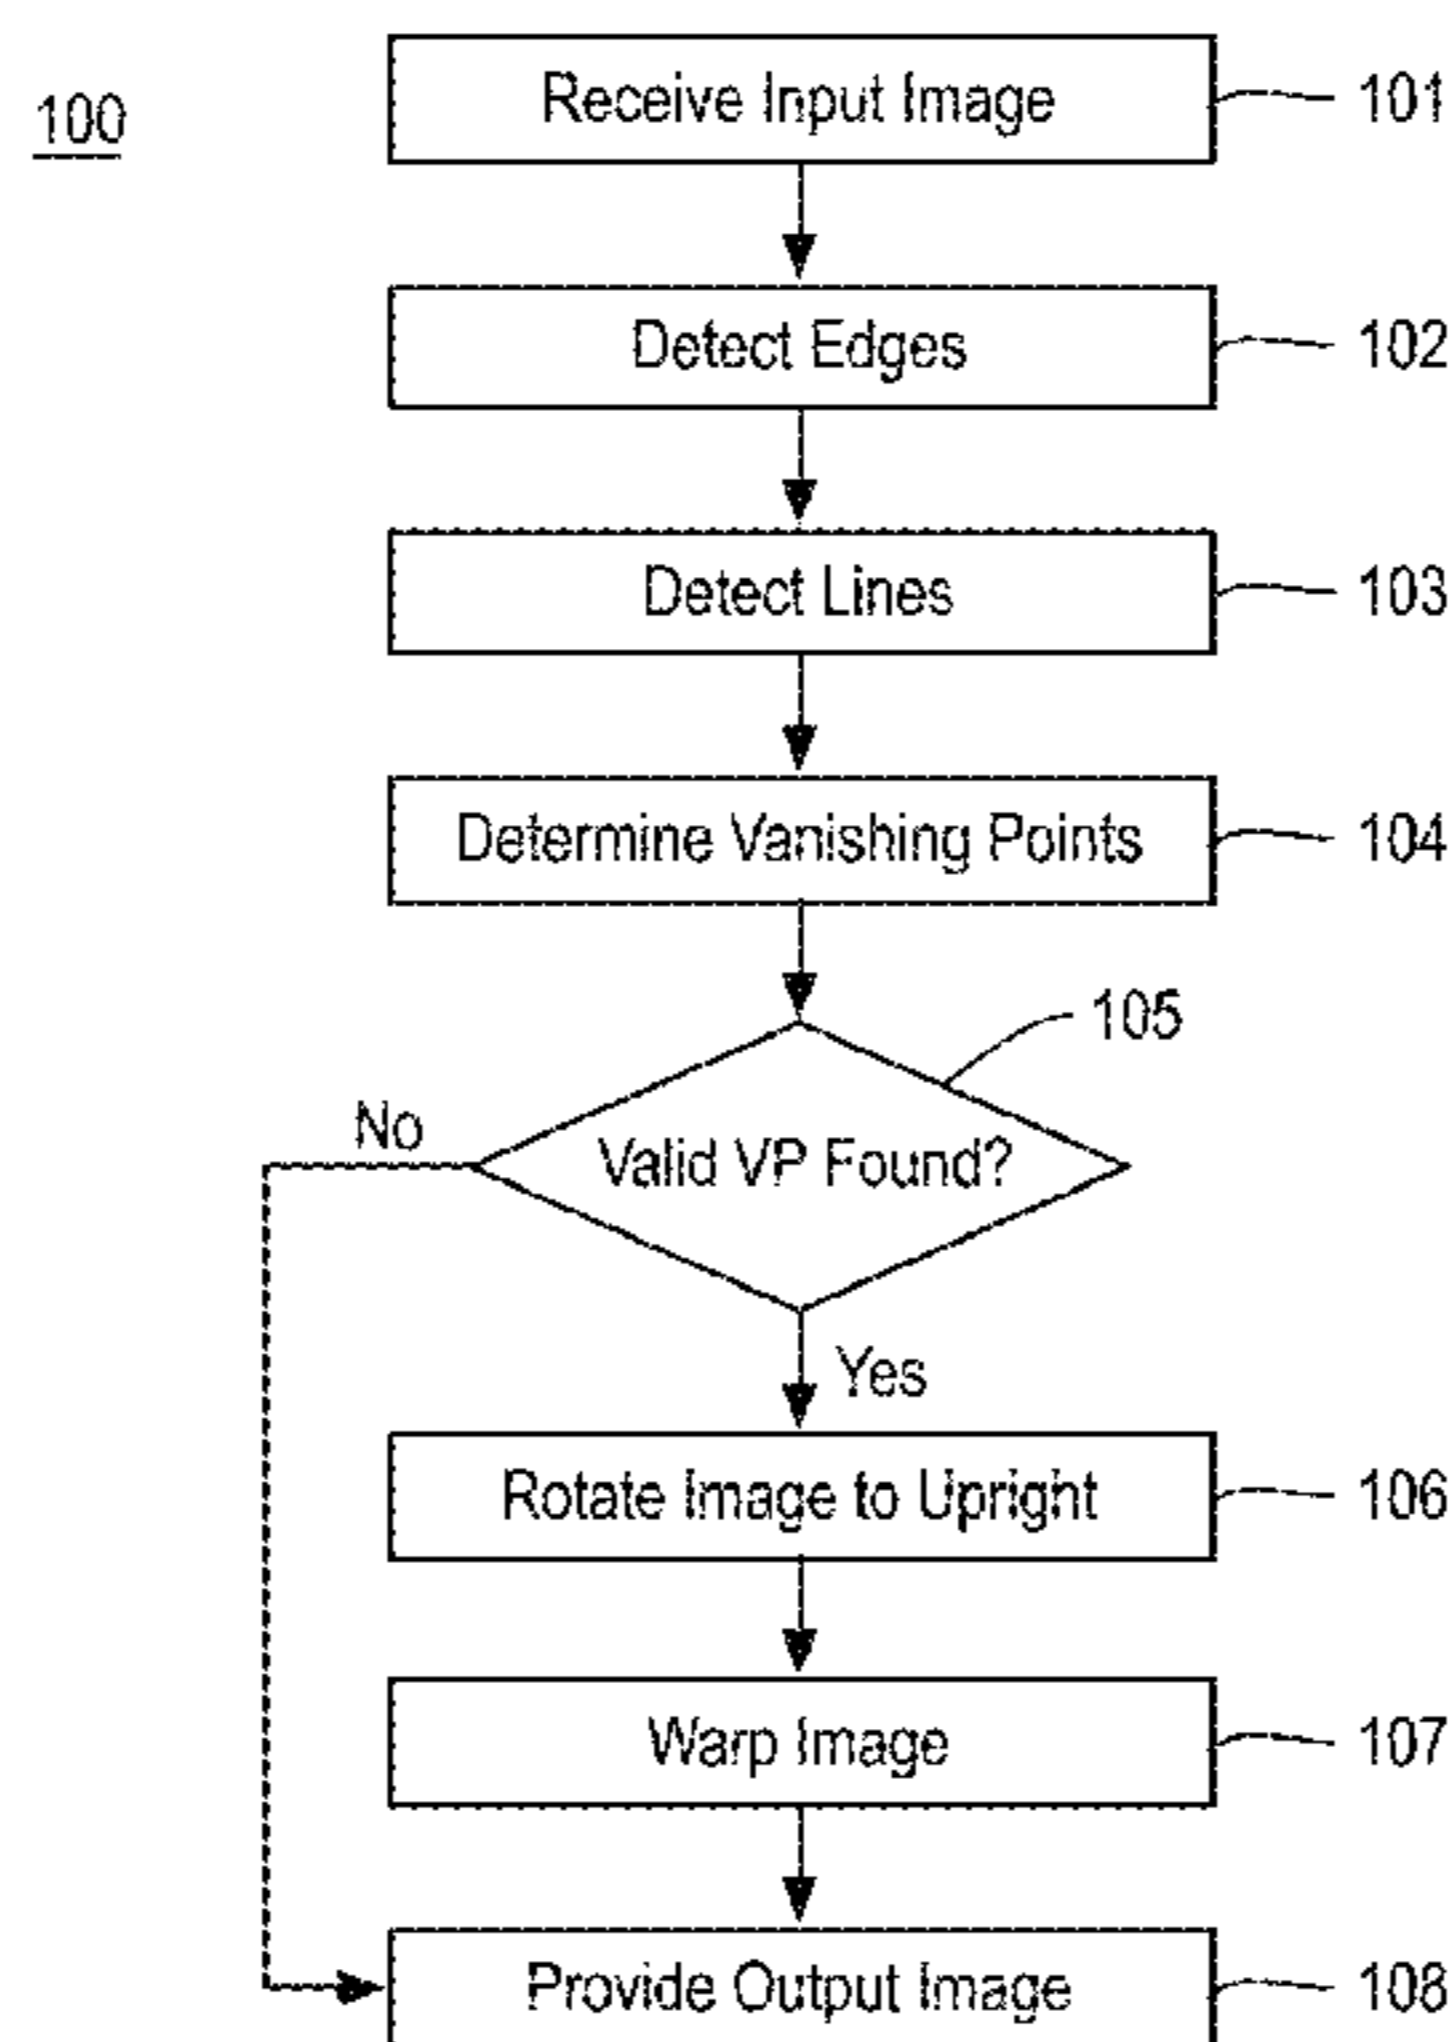 100
Receive Input Image 101
Detect Edges 102
Detect Lines 103
Determine Vanishing Points 104
105
No
Valid VP Found?
Yes
Rotate Image to Upright 106
Warp Image 107
Provide Output Image 108